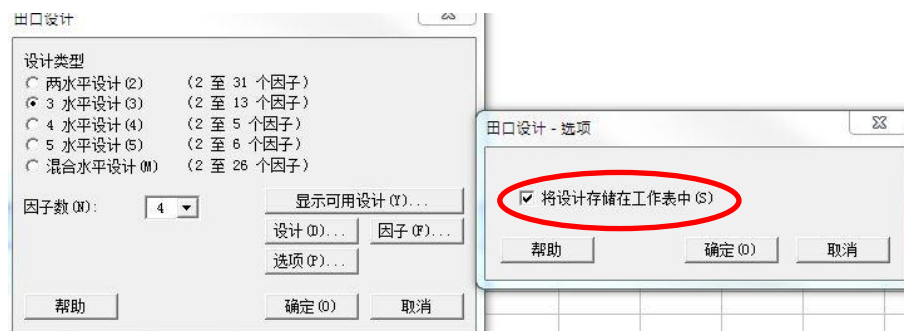 田口设计
设计类型
两水平设计(2) (2 至 31 个因子)
3 水平设计(3) (2 至 13 个因子)
4 水平设计(4) (2 至 5 个因子)
5 水平设计(5) (2 至 6 个因子)
混合水平设计(M) (2 至 26 个因子)
因子数(N): 4
显示可用设计(Y)...
设计(D)... 因子(F)...
选项(P)...
帮助 确定(O) 取消
田口设计 - 选项
将设计存储在工作表中(S)
帮助 确定(O) 取消